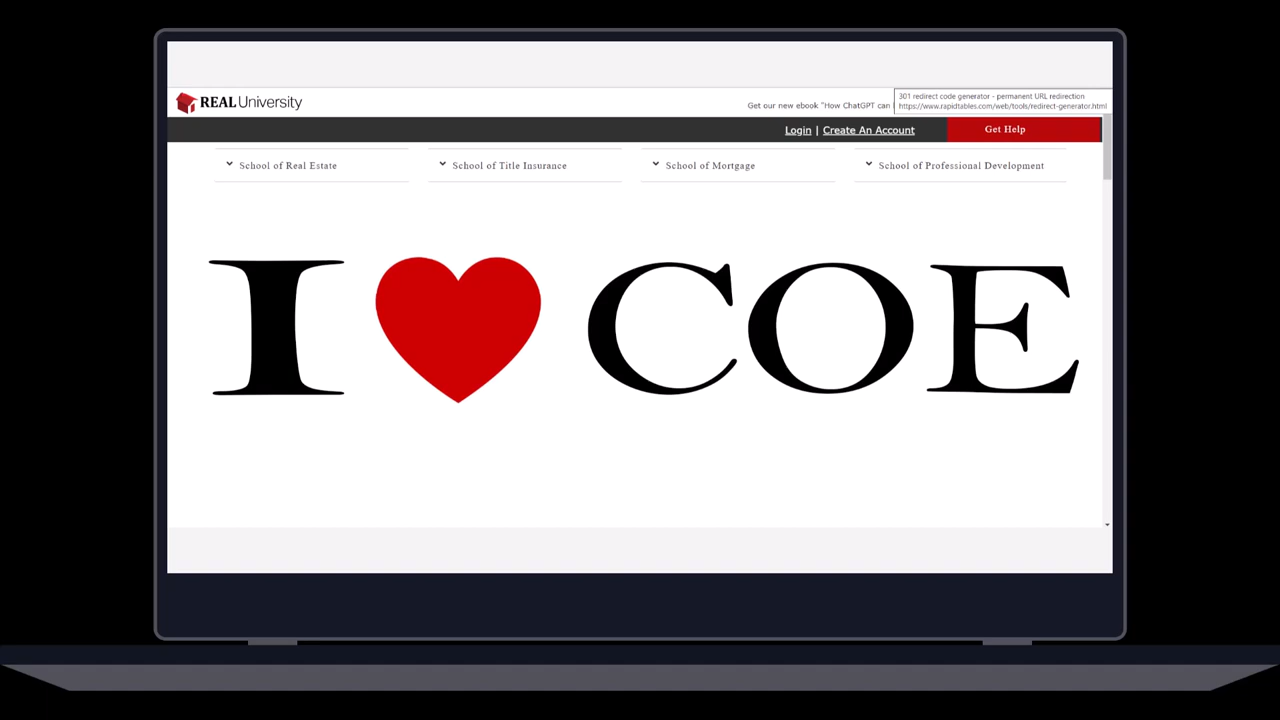 REAL University
Get our new ebook "How ChatGPT can
301 redirect code generator - permanent URL redirection
https://www.rapidtables.com/web/tools/redirect-generator.html
Login | Create An Account
Get Help
School of Real Estate
School of Title Insurance
School of Mortgage
School of Professional Development
I ♥ COE